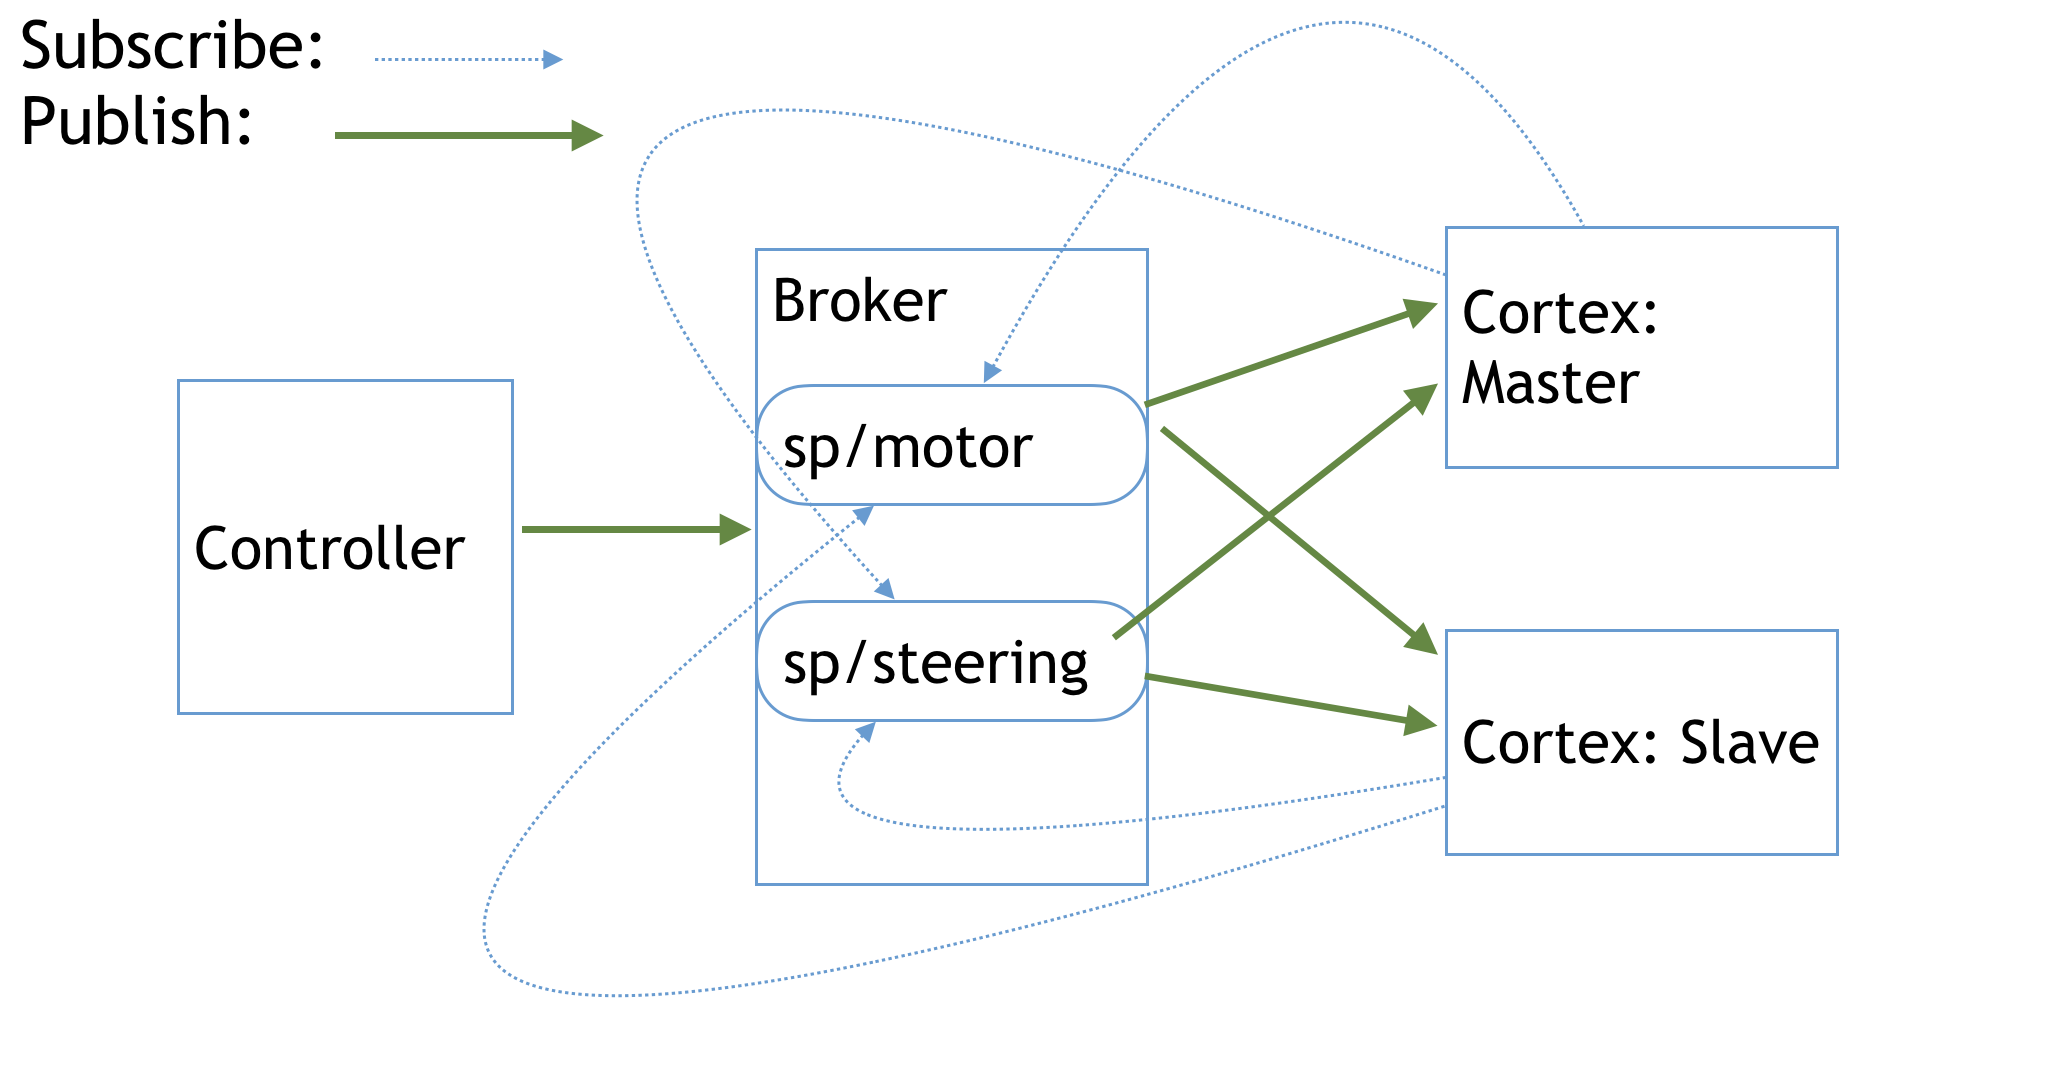 Subscribe:
Publish:
Broker
Cortex:
Master
sp/motor
Controller
sp/steering
Cortex: Slave